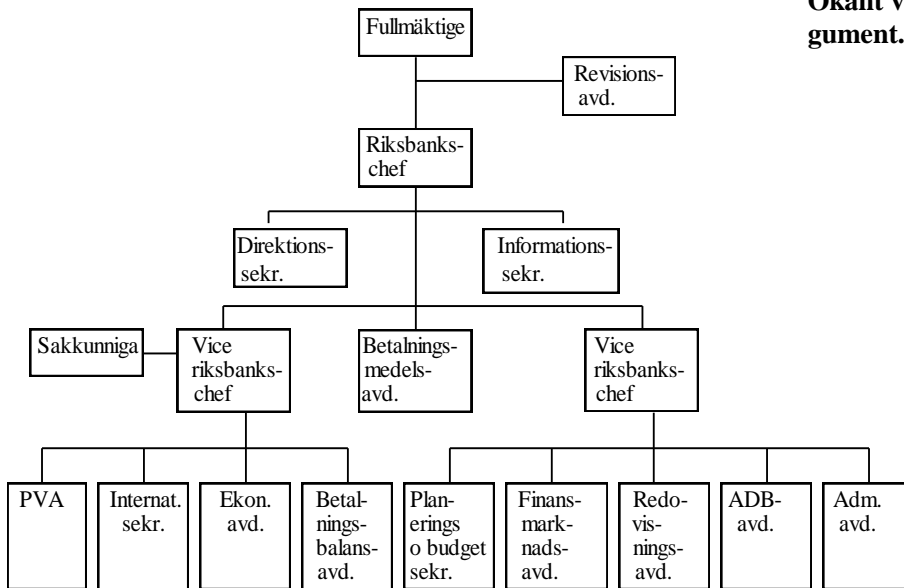 Okänt v
gument.
Fullmäktige
Revisions-
avd.
Riksbanks-
chef
Direktions-
sekr.
Informations-
sekr.
Sakkunniga
Vice
riksbanks-
chef
Betalnings-
medels-
avd.
Vice
riksbanks-
chef
PVA
Internat.
sekr.
Ekon.
avd.
Betal-
nings-
balans-
avd.
Plan-
erings
o budget
sekr.
Finans-
mark-
nads-
avd.
Redo-
vis-
nings-
avd.
ADB-
avd.
Adm.
avd.